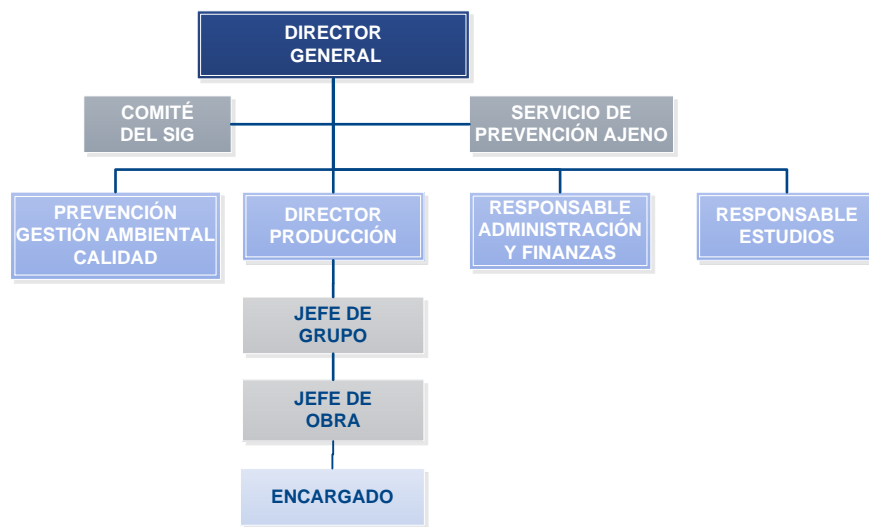 DIRECTOR
GENERAL
COMITÉ
DEL SIG
SERVICIO DE
PREVENCIÓN AJENO
PREVENCIÓN
GESTIÓN AMBIENTAL
CALIDAD
DIRECTOR
PRODUCCIÓN
RESPONSABLE
ADMINISTRACIÓN
Y FINANZAS
RESPONSABLE
ESTUDIOS
JEFE DE
GRUPO
JEFE DE
OBRA
ENCARGADO